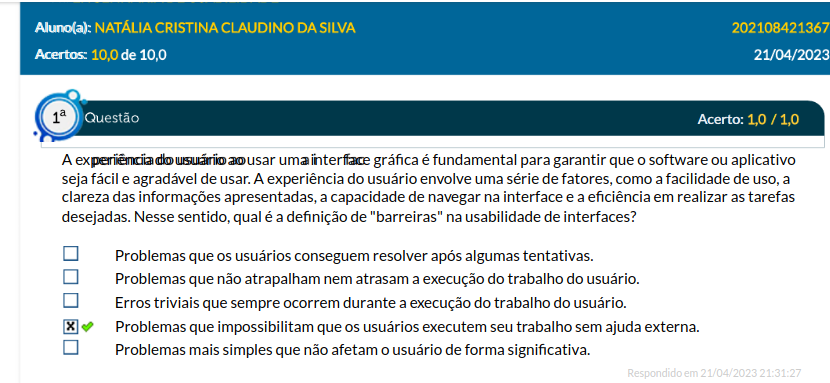 Aluno(a): NATÁLIA CRISTINA CLAUDINO DA SILVA 202108421367
Acertos: 10,0 de 10,0 21/04/2023
1ª Questão Acerto: 1,0 / 1,0
A experiência do usuário ao usar uma interface gráfica é fundamental para garantir que o software ou aplicativo
seja fácil e agradável de usar. A experiência do usuário envolve uma série de fatores, como a facilidade de uso, a
clareza das informações apresentadas, a capacidade de navegar na interface e a eficiência em realizar as tarefas
desejadas. Nesse sentido, qual é a definição de "barreiras" na usabilidade de interfaces?
Problemas que os usuários conseguem resolver após algumas tentativas.
Problemas que não atrapalham nem atrasam a execução do trabalho do usuário.
Erros triviais que sempre ocorrem durante a execução do trabalho do usuário.
Problemas que impossibilitam que os usuários executem seu trabalho sem ajuda externa.
Problemas mais simples que não afetam o usuário de forma significativa.
Respondido em 21/04/2023 21:31:27